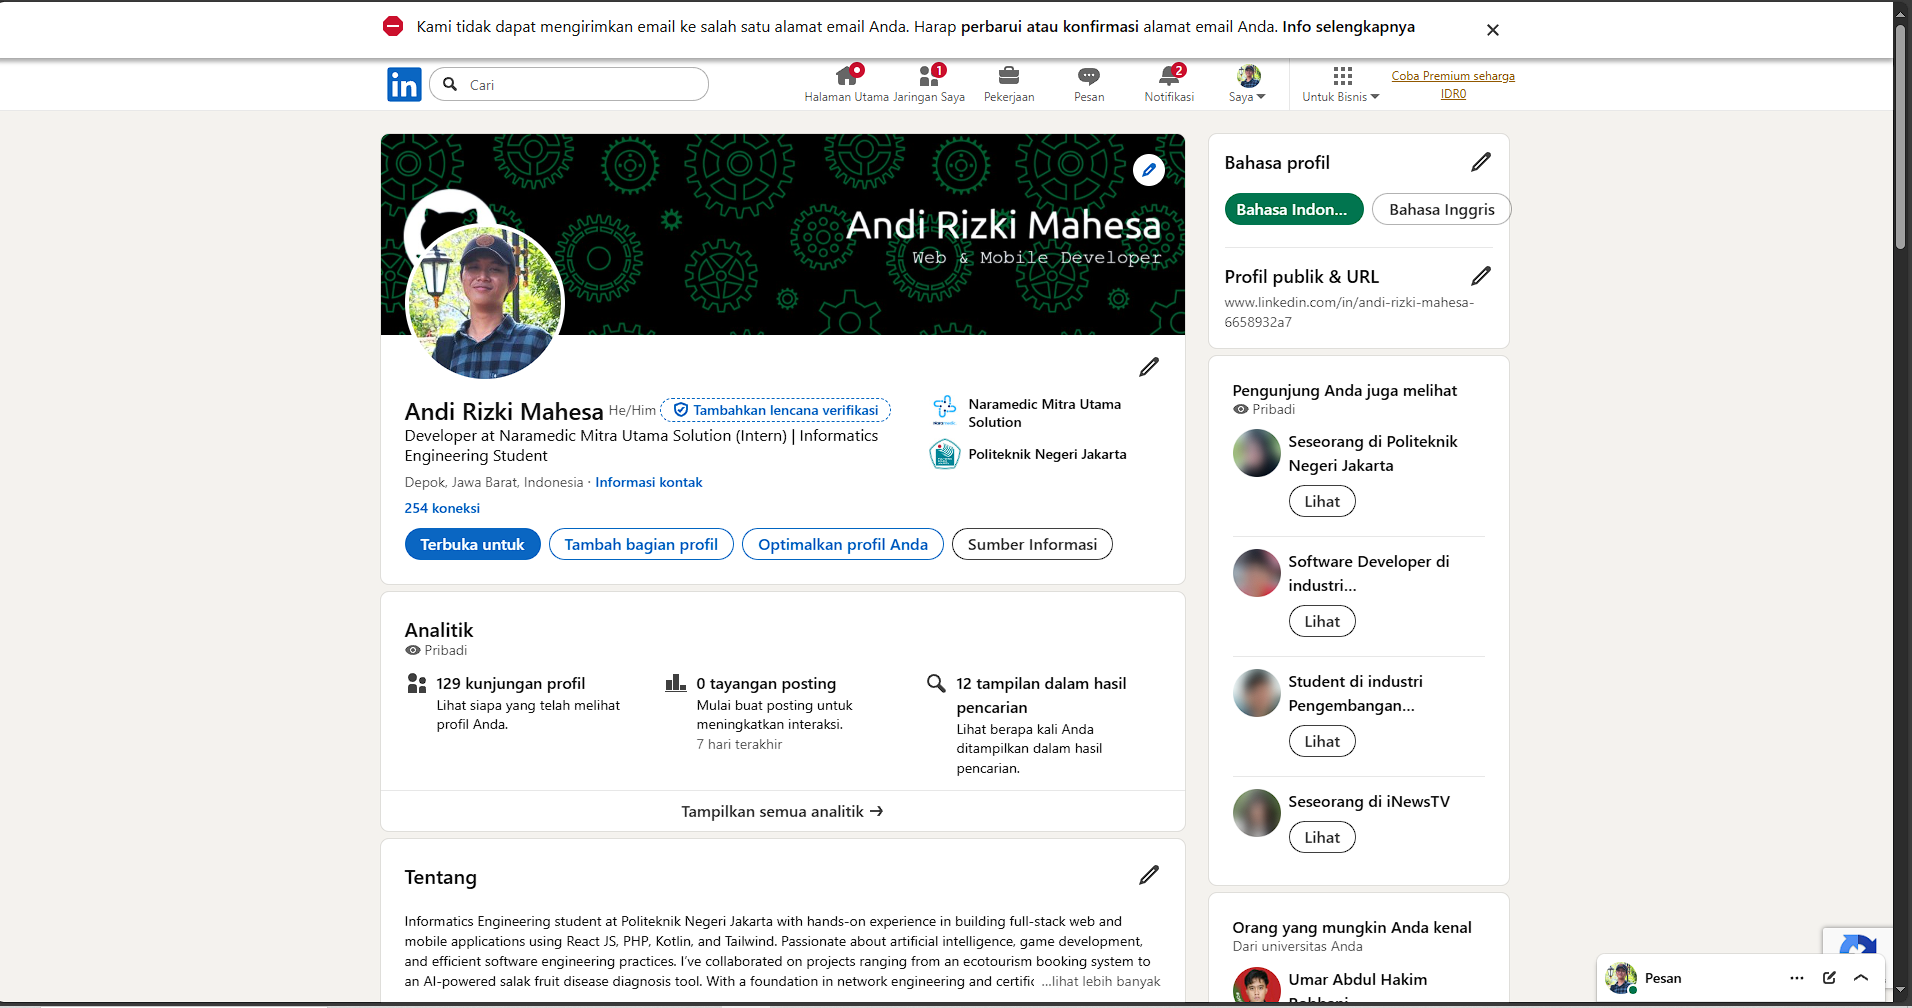 Kami tidak dapat mengirimkan email ke salah satu alamat email Anda. Harap perbarui atau konfirmasi alamat email Anda. Info selengkapnya
in
Cari
Halaman Utama
1
Jaringan Saya
Pekerjaan
Pesan
2
Notifikasi
Saya
Untuk Bisnis
Coba Premium seharga
IDR0
Andi Rizki Mahesa
Web & Mobile Developer
Andi Rizki Mahesa He/Him Tambahkan lencana verifikasi
Developer at Naramedic Mitra Utama Solution (Intern) | Informatics
Engineering Student
Depok, Jawa Barat, Indonesia · Informasi kontak
254 koneksi
Naramedic Mitra Utama
Solution
Politeknik Negeri Jakarta
Terbuka untuk
Tambah bagian profil
Optimalkan profil Anda
Sumber Informasi
Analitik
Pribadi
129 kunjungan profil
Lihat siapa yang telah melihat
profil Anda.
0 tayangan posting
Mulai buat posting untuk
meningkatkan interaksi.
7 hari terakhir
12 tampilan dalam hasil
pencarian
Lihat berapa kali Anda
ditampilkan dalam hasil
pencarian.
Tampilkan semua analitik →
Tentang
Informatics Engineering student at Politeknik Negeri Jakarta with hands-on experience in building full-stack web and
mobile applications using React JS, PHP, Kotlin, and Tailwind. Passionate about artificial intelligence, game development,
and efficient software engineering practices. I've collaborated on projects ranging from an ecotourism booking system to
an AI-powered salak fruit disease diagnosis tool. With a foundation in network engineering and certific ...lihat lebih banyak
Bahasa profil
Bahasa Indon...
Bahasa Inggris
Profil publik & URL
www.linkedin.com/in/andi-rizki-mahesa-
6658932a7
Pengunjung Anda juga melihat
Pribadi
Seseorang di Politeknik
Negeri Jakarta
Lihat
Software Developer di
industri...
Lihat
Student di industri
Pengembangan...
Lihat
Seseorang di iNewsTV
Lihat
Orang yang mungkin Anda kenal
Dari universitas Anda
Umar Abdul Hakim
Pesan